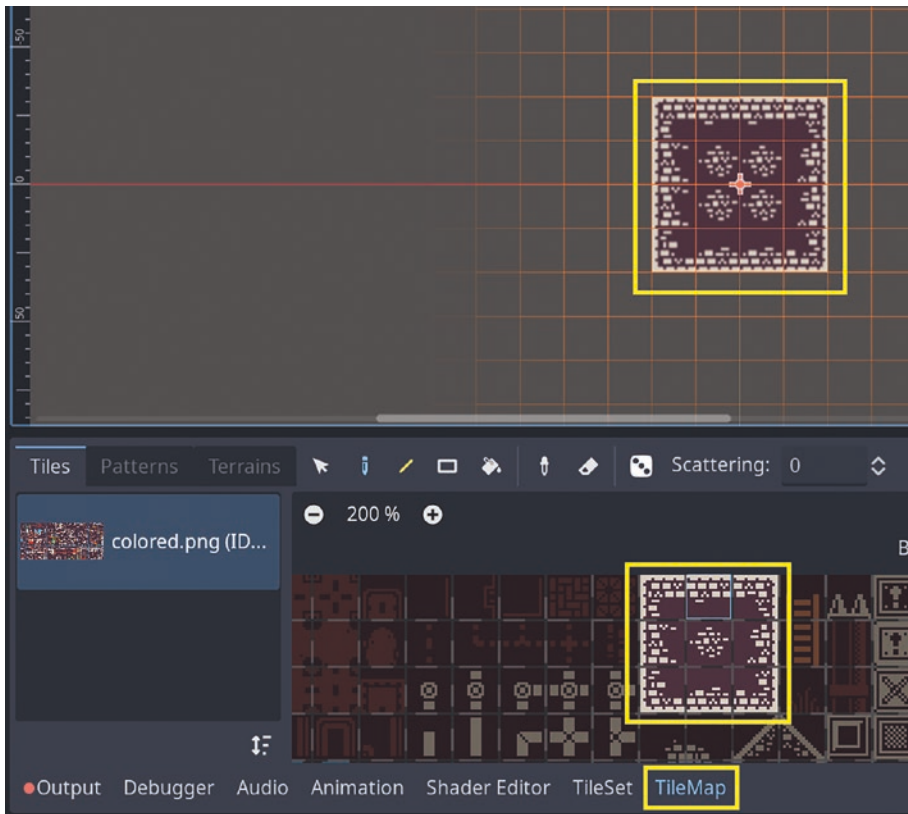 -50
0
50
Tiles Patterns Terrains Scattering: 0
200 %
colored.png (ID...
B
Output Debugger Audio Animation Shader Editor TileSet TileMap